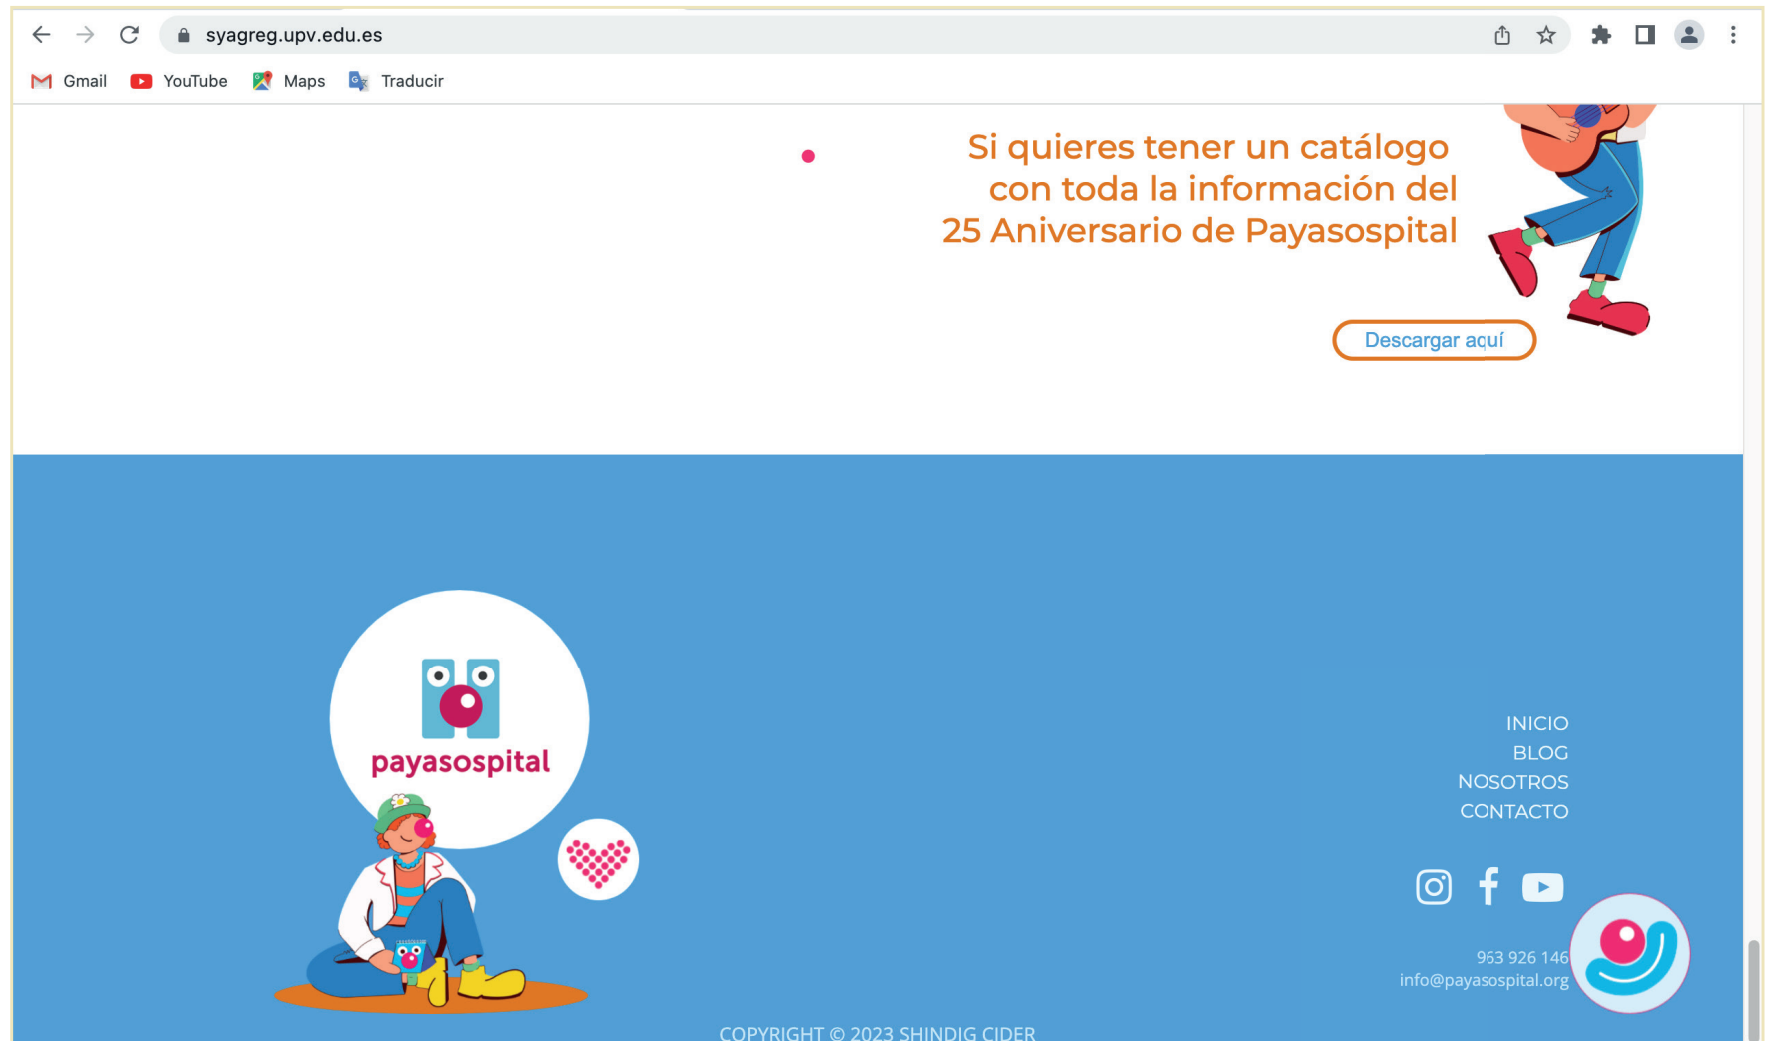 syagreg.upv.edu.es
Gmail YouTube Maps Traducir
Si quieres tener un catálogo
con toda la información del
25 Aniversario de Payasospital
Descargar aquí
payasospital
INICIO
BLOG
NOSOTROS
CONTACTO
963 926 146
info@payasospital.org
COPYRIGHT © 2023 SHINDIG CIDER